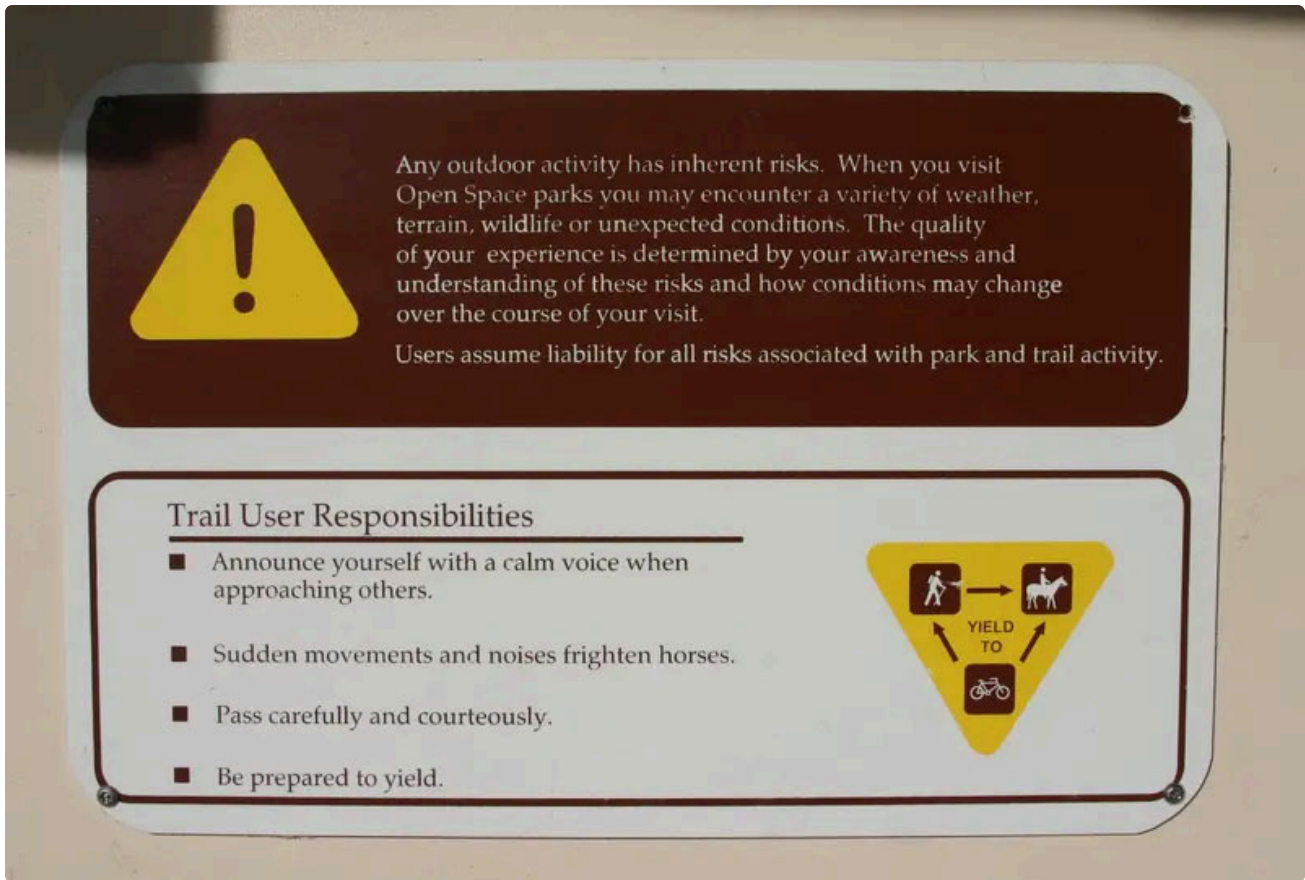 Any outdoor activity has inherent risks. When you visit
Open Space parks you may encounter a variety of weather,
terrain, wildlife or unexpected conditions. The quality
of your experience is determined by your awareness and
understanding of these risks and how conditions may change
over the course of your visit.
Users assume liability for all risks associated with park and trail activity.
Trail User Responsibilities
■ Announce yourself with a calm voice when
approaching others.
■ Sudden movements and noises frighten horses.
■ Pass carefully and courteously.
■ Be prepared to yield.
YIELD
TO